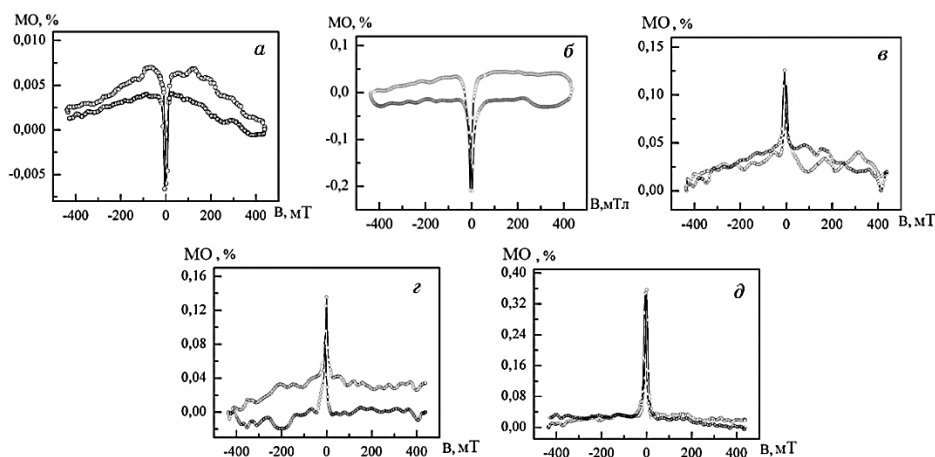 МО, %
а
0,010
0,005
0,000
-0,005
-400 -200 0 200 400
В, мТ
МО, %
б
0,1
0,0
-0,1
-0,2
-400 -200 0 200 400
В,мТл
МО, %
в
0,15
0,10
0,05
0,00
-400 -200 0 200 400
В, мТ
МО , %
г
0,16
0,12
0,08
0,04
0,00
-400 -200 0 200 400
В, мТ
МО , %
д
0,40
0,36
0,16
0,09
0,00
-400 -200 0 200 400
В, мТ